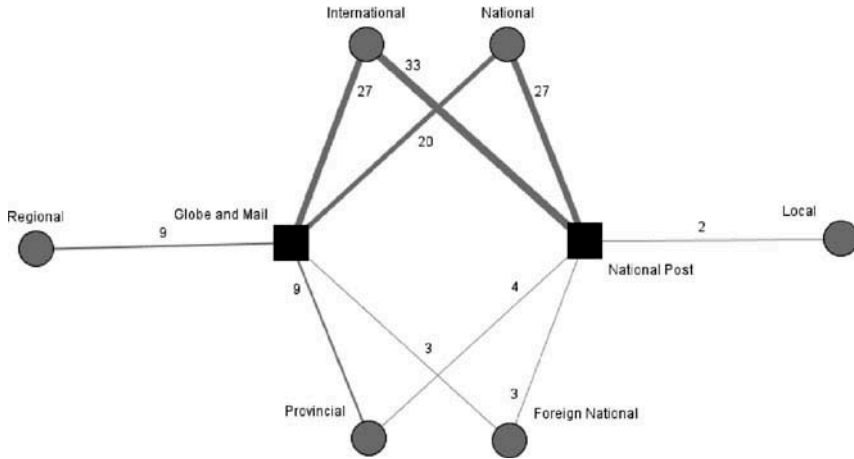 International
National
33
27
27
20
Regional
Globe and Mail
Local
9
2
National Post
9
4
3
3
Provincial
Foreign National